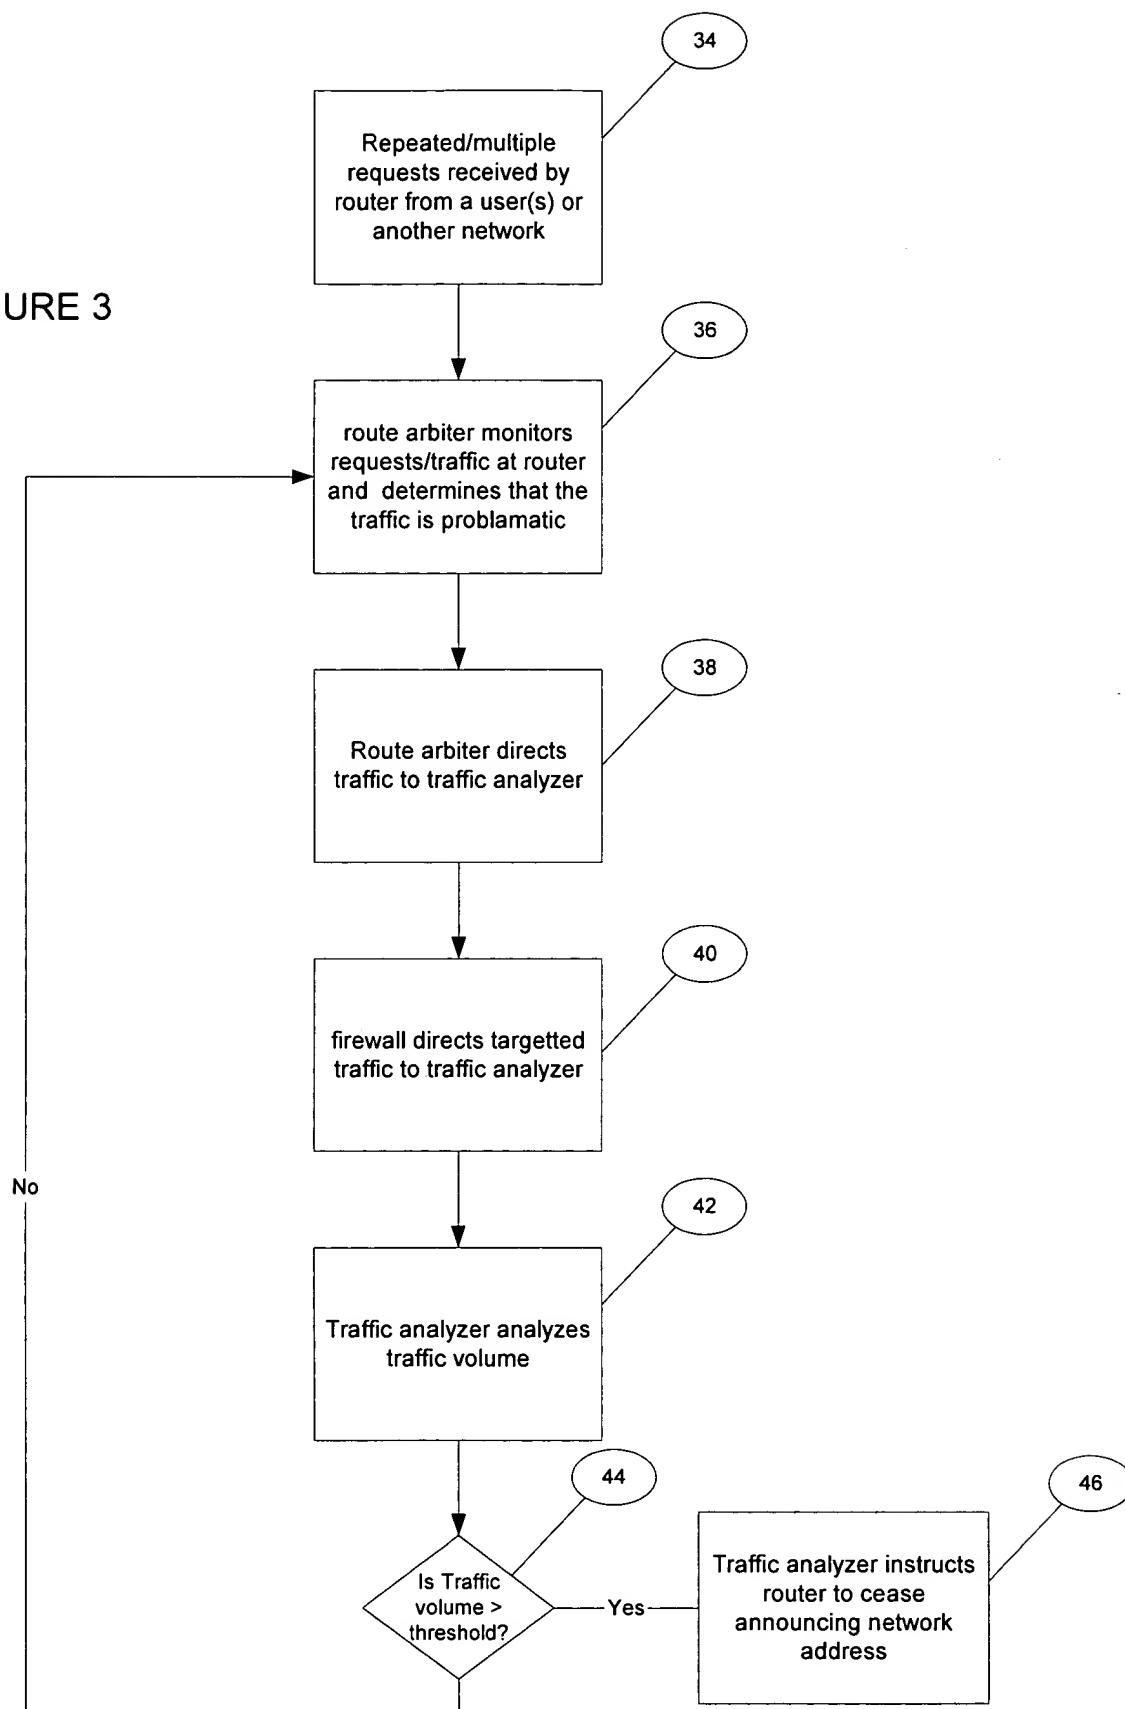 34
Repeated/multiple
requests received by
router from a user(s) or
another network
URE 3
36
route arbiter monitors
requests/traffic at router
and determines that the
traffic is problamatic
38
Route arbiter directs
traffic to traffic analyzer
40
firewall directs targetted
traffic to traffic analyzer
No
42
Traffic analyzer analyzes
traffic volume
44
46
Is Traffic
volume >
threshold?
Yes
Traffic analyzer instructs
router to cease
announcing network
address